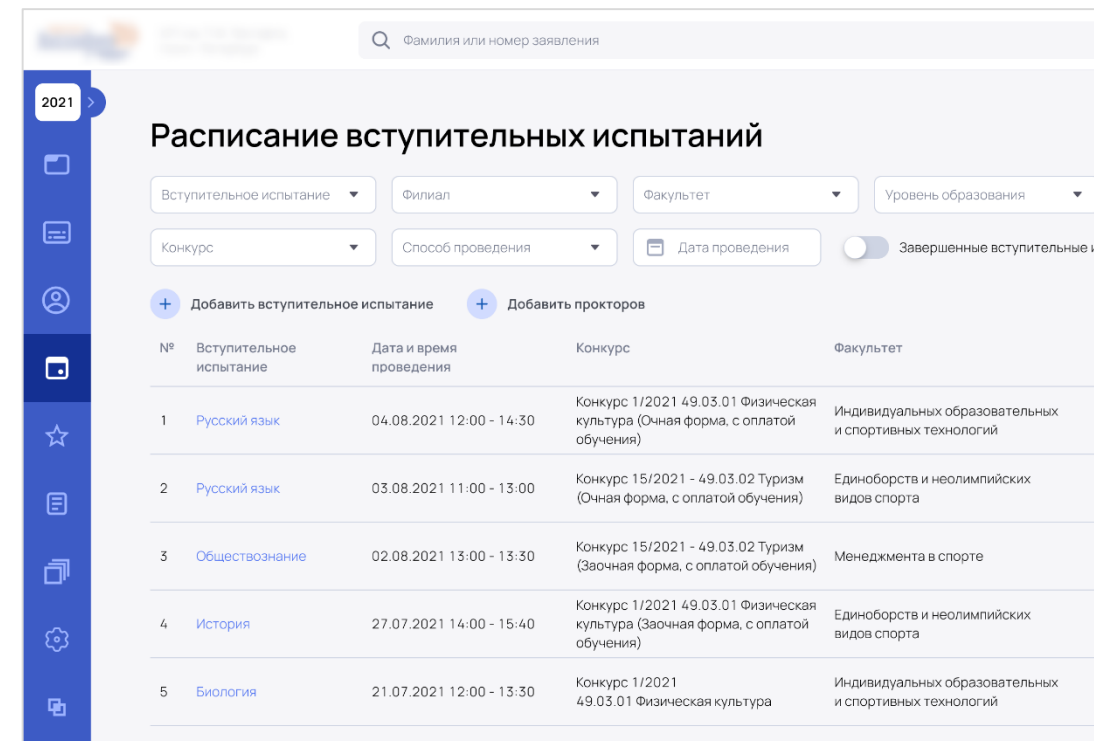 Фамилия или номер заявления
2021
Расписание вступительных испытаний
Вступительное испытание
Филиал
Факультет
Уровень образования
Конкурс
Способ проведения
Дата проведения
Завершенные вступительные и
Добавить вступительное испытание
Добавить прокторов
№
Вступительное
испытание
Дата и время
проведения
Конкурс
Факультет
1
Русский язык
04.08.2021 12:00 - 14:30
Конкурс 1/2021 49.03.01 Физическая
культура (Очная форма, с оплатой
обучения)
Индивидуальных образовательных
и спортивных технологий
2
Русский язык
03.08.2021 11:00 - 13:00
Конкурс 15/2021 - 49.03.02 Туризм
(Очная форма, с оплатой обучения)
Единоборств и неолимпийских
видов спорта
3
Обществознание
02.08.2021 13:00 - 13:30
Конкурс 15/2021 - 49.03.02 Туризм
(Заочная форма, с оплатой обучения)
Менеджмента в спорте
4
История
27.07.2021 14:00 - 15:40
Конкурс 1/2021 49.03.01 Физическая
культура (Заочная форма, с оплатой
обучения)
Единоборств и неолимпийских
видов спорта
5
Биология
21.07.2021 12:00 - 13:30
Конкурс 1/2021
49.03.01 Физическая культура
Индивидуальных образовательных
и спортивных технологий